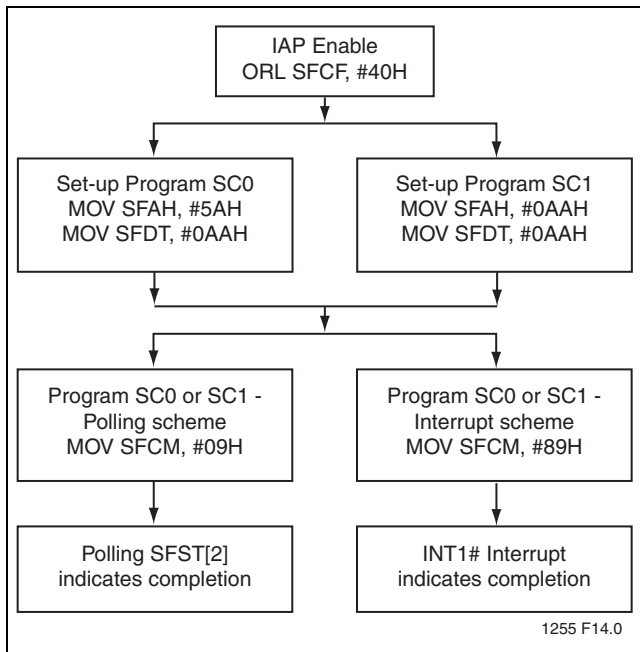 IAP Enable
ORL SFCF, #40H
Set-up Program SC0
MOV SFAH, #5AH
MOV SFDT, #0AAH
Set-up Program SC1
MOV SFAH, #0AAH
MOV SFDT, #0AAH
Program SC0 or SC1 -
Polling scheme
MOV SFCM, #09H
Program SC0 or SC1 -
Interrupt scheme
MOV SFCM, #89H
Polling SFST[2]
indicates completion
INT1# Interrupt
indicates completion
1255 F14.0